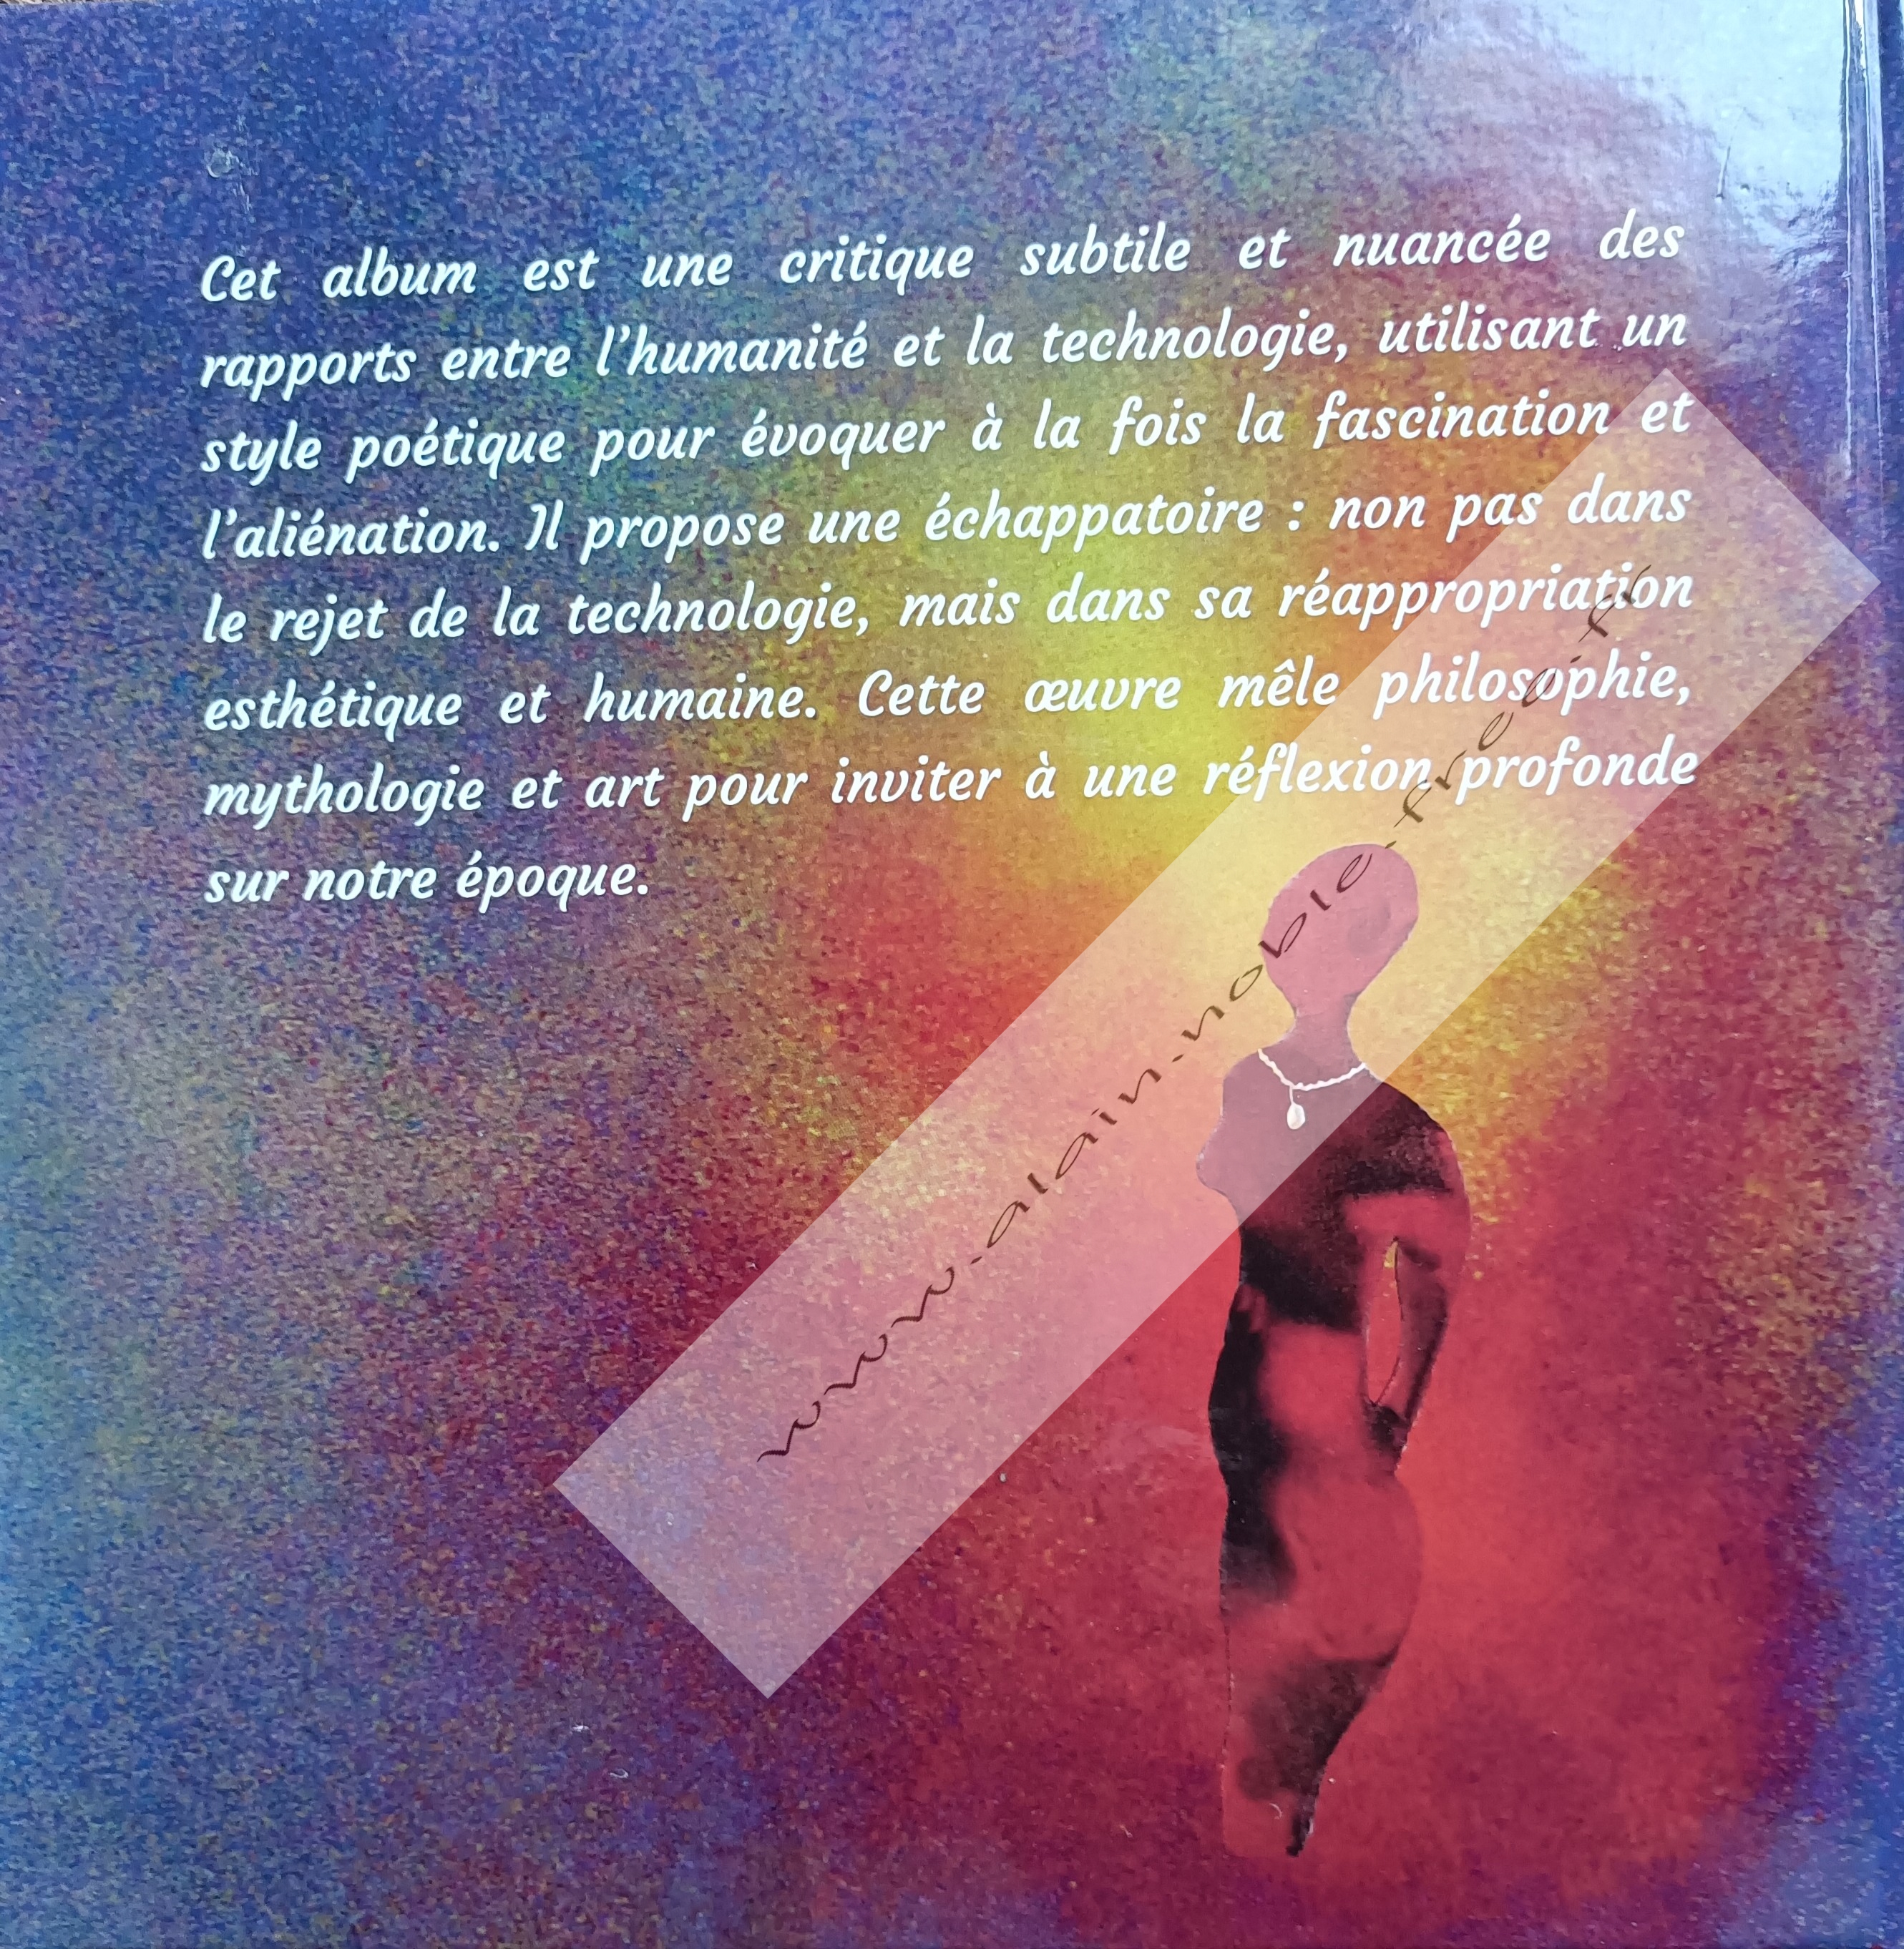 Cet album est une critique subtile et nuancée des
rapports entre l'humanité et la technologie, utilisant un
style poétique pour évoquer à la fois la fascination et
l'aliénation. Il propose une échappatoire : non pas dans
le rejet de la technologie, mais dans sa réappropriation
esthétique et humaine. Cette œuvre mêle philosophie,
mythologie et art pour inviter à une réflexion profonde
sur notre époque.
www.alain.noble.free.fr